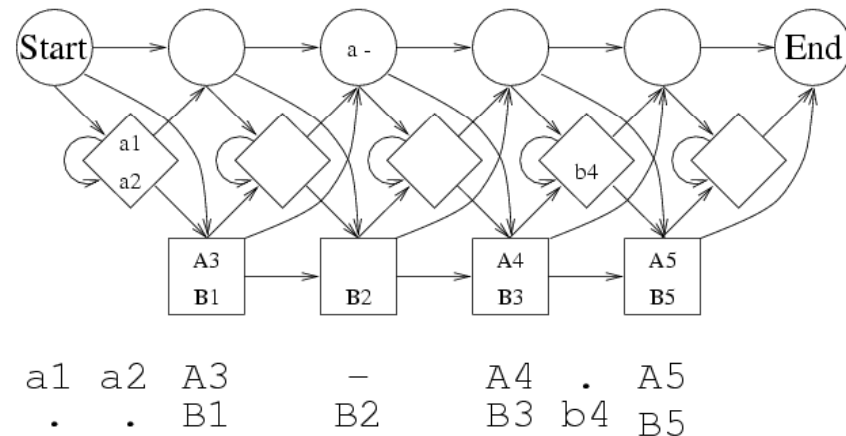 Start a - End
a1
a2 b4
A3 A4 A5
B1 B2 B3 B5
a1 a2 A3 - A4 . A5
. . B1 B2 B3 b4 B5